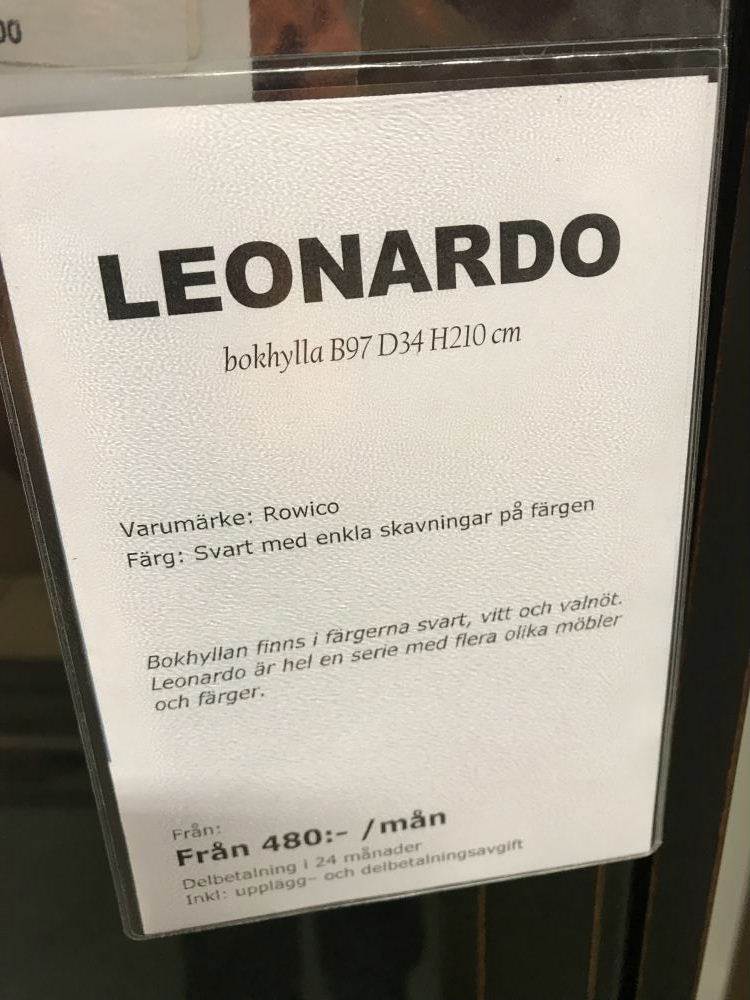 00
LEONARDO
bokhylla B97 D34 H210 cm
Varumärke: Rowico
Färg: Svart med enkla skavningar på färgen
Bokhyllan finns i färgerna svart, vitt och valnöt.
Leonardo är hel en serie med flera olika möbler
och färger.
Från:
Från 480:- /mån
Delbetalning i 24 månader
Inkl: upplägg- och delbetalningsavgift